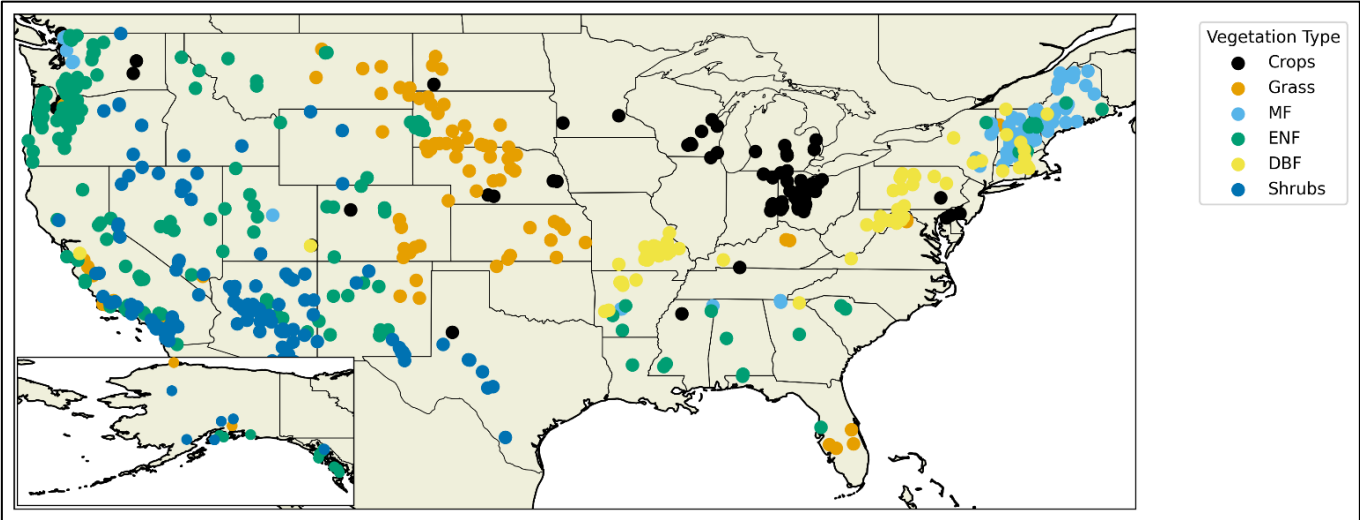 Vegetation Type
Crops
Grass
MF
ENF
DBF
Shrubs